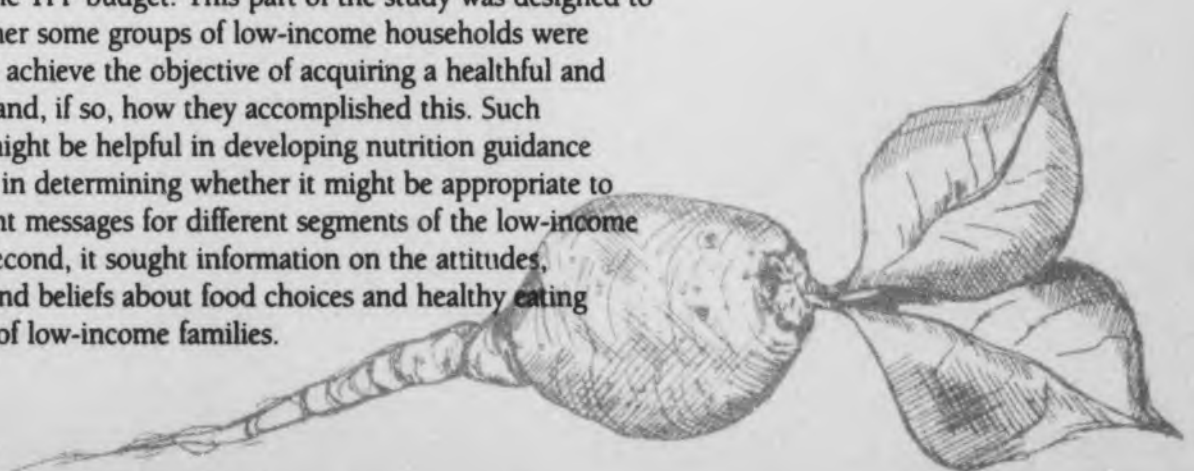 budget. This part of the study was designed to
her some groups of low-income households were
achieve the objective of acquiring a healthful and
and, if so, how they accomplished this. Such
might be helpful in developing nutrition guidance
in determining whether it might be appropriate to
nt messages for different segments of the low-income
econd, it sought information on the attitudes,
nd beliefs about food choices and healthy eating
of low-income families.